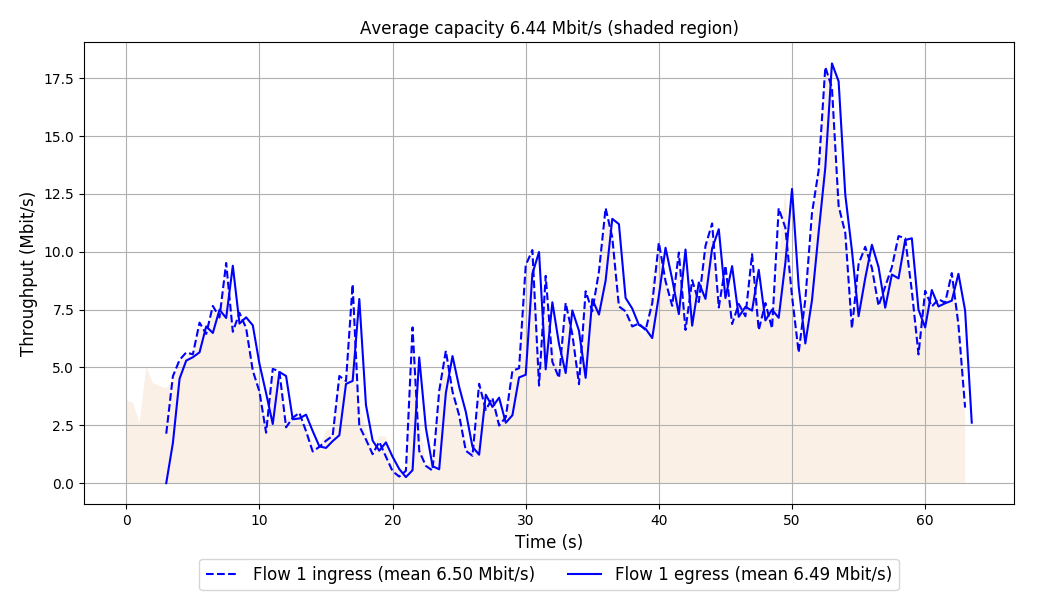 Average capacity 6.44 Mbit/s (shaded region)
Throughput (Mbit/s)
17.5
15.0
12.5
10.0
7.5
5.0
2.5
0.0
0 10 20 30 40 50 60
Time (s)
Flow 1 ingress (mean 6.50 Mbit/s) Flow 1 egress (mean 6.49 Mbit/s)